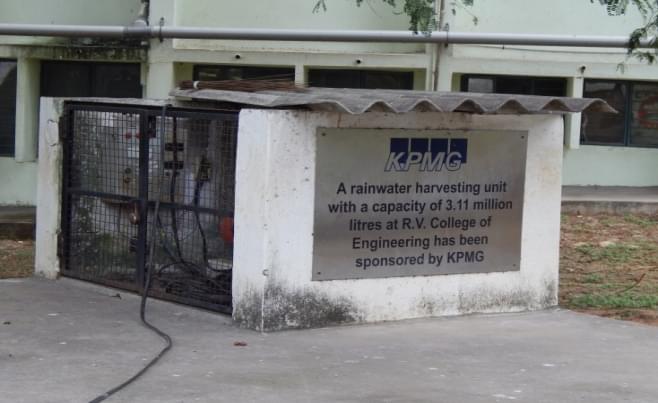 KPMG
A rainwater harvesting unit
with a capacity of 3.11 million
litres at R.V. College of
Engineering has been
sponsored by KPMG